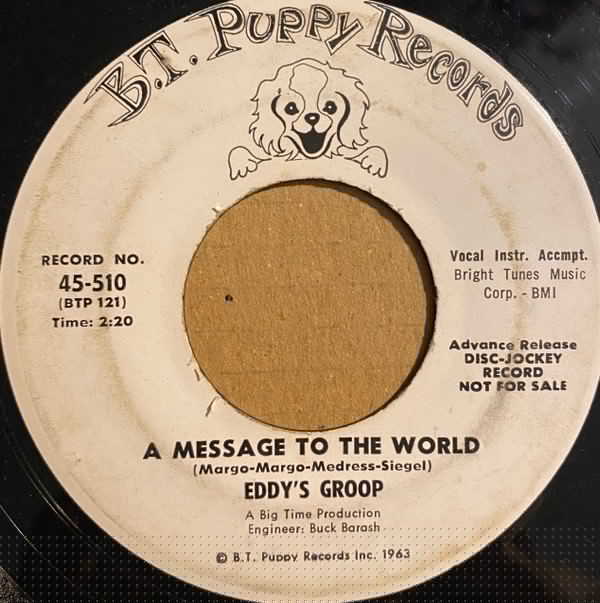 B.T. PUPPY Records
RECORD NO.
45-510
(BTP 121)
Time: 2:20
Vocal Instr. Accmpt.
Bright Tunes Music
Corp. - BMI
Advance Release
DISC-JOCKEY
RECORD
NOT FOR SALE
A MESSAGE TO THE WORLD
(Margo-Margo-Medress-Siegel)
EDDY'S GROOP
A Big Time Production
Engineer: Buck Barash
© B.T. Puppy Records Inc. 1963